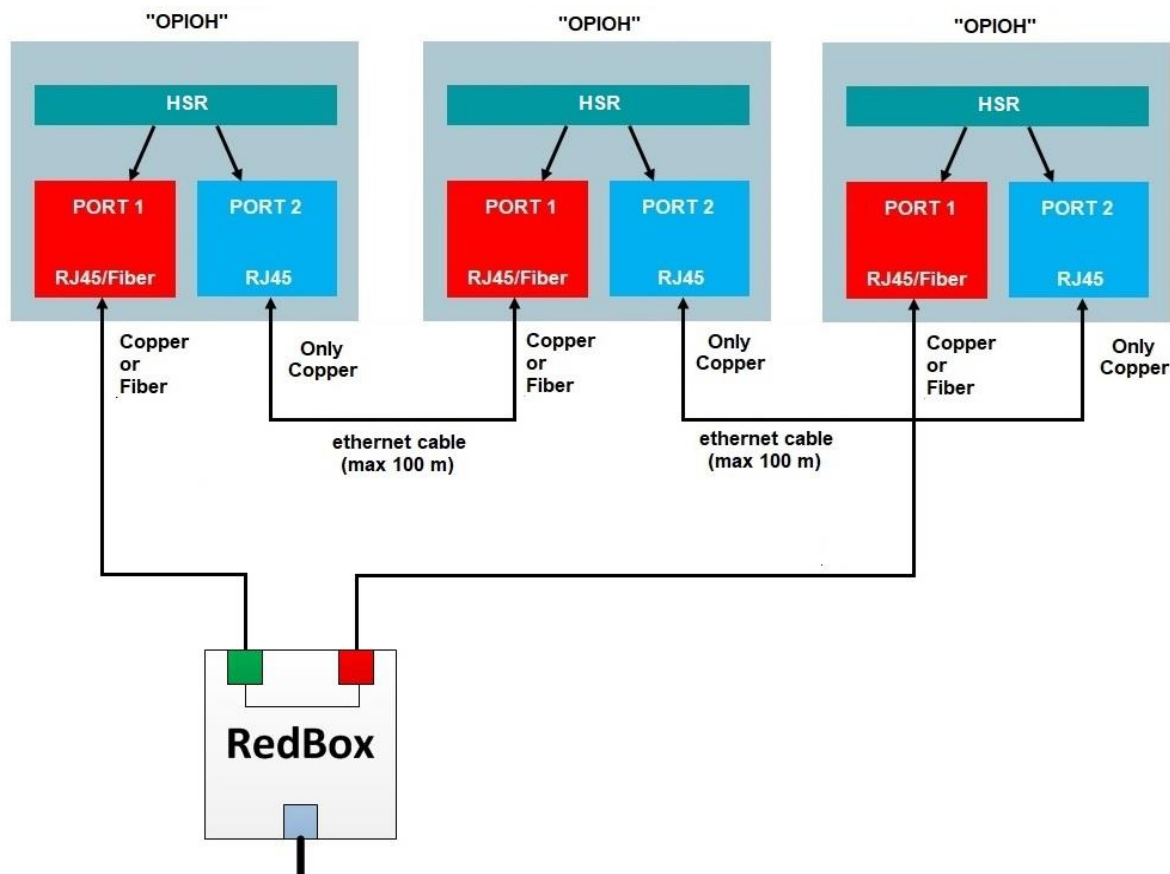 "OPIOH"
HSR
PORT 1
RJ45/Fiber
PORT 2
RJ45
Copper
or
Fiber
Only
Copper
"OPIOH"
HSR
PORT 1
RJ45/Fiber
PORT 2
RJ45
Copper
or
Fiber
Only
Copper
"OPIOH"
HSR
PORT 1
RJ45/Fiber
PORT 2
RJ45
Copper
or
Fiber
Only
Copper
ethernet cable
(max 100 m)
ethernet cable
(max 100 m)
RedBox